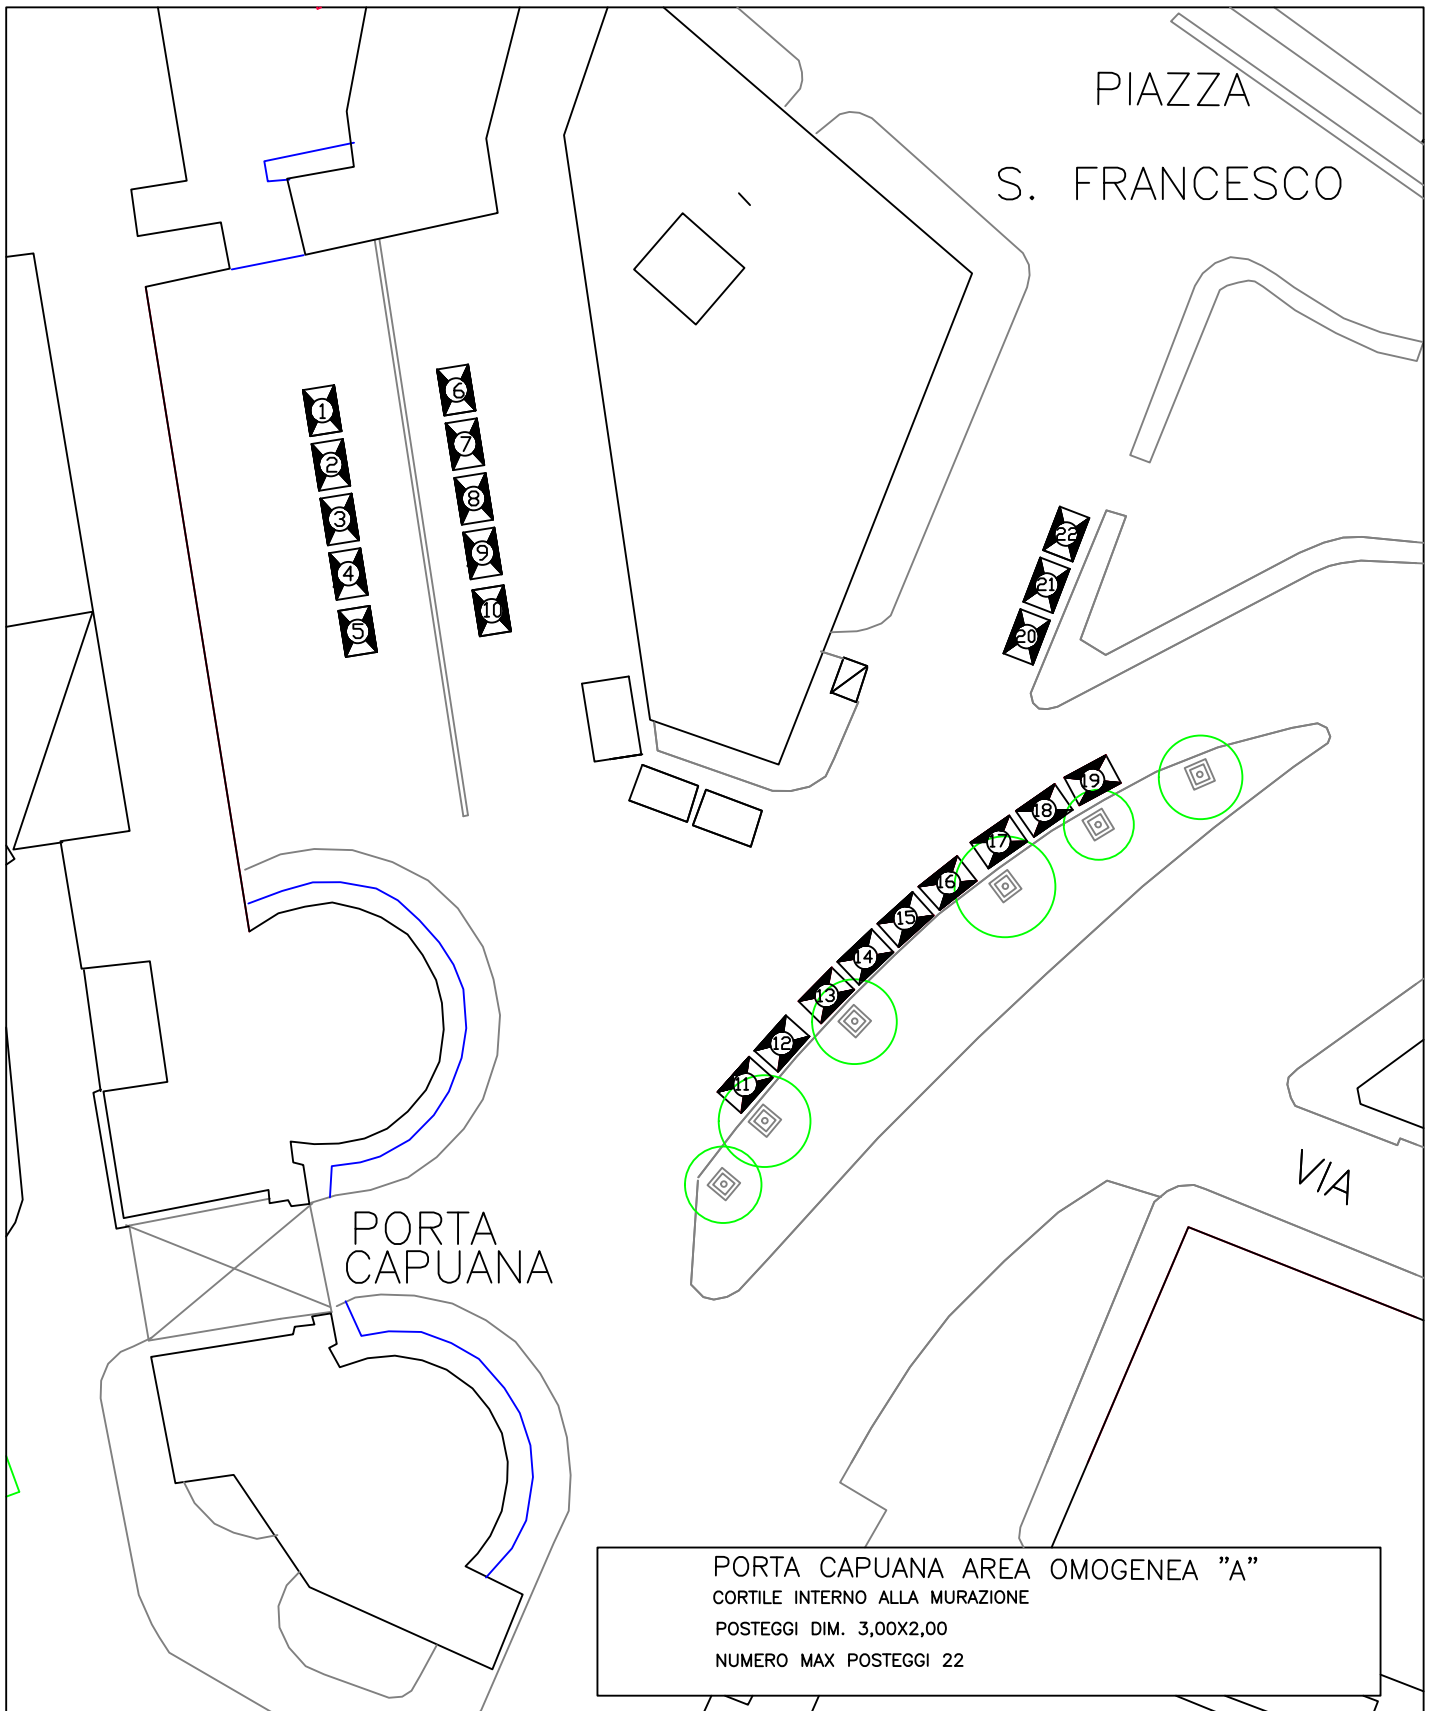 PIAZZA
S. FRANCESCO
1
2
3
4
5
6
7
8
9
10
22
21
20
19
18
17
16
15
14
13
12
11
VIA
PORTA
CAPUANA
PORTA CAPUANA AREA OMOGENEA ”A”
CORTILE INTERNO ALLA MURAZIONE
POSTEGGI DIM. 3,00X2,00
NUMERO MAX POSTEGGI 22